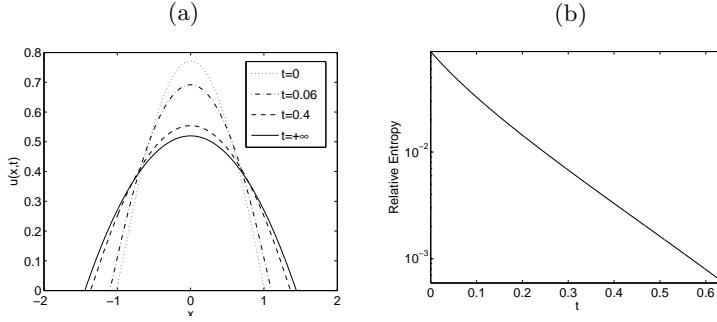 (a)
(b)
0.8
0.7
0.6
0.5
0.4
0.3
0.2
0.1
0
u(x,t)
t=0
t=0.06
t=0.4
t=+∞
−2
−1
0
1
2
x
10−2
10−3
Relative Entropy
0
0.1
0.2
0.3
0.4
0.5
0.6
t